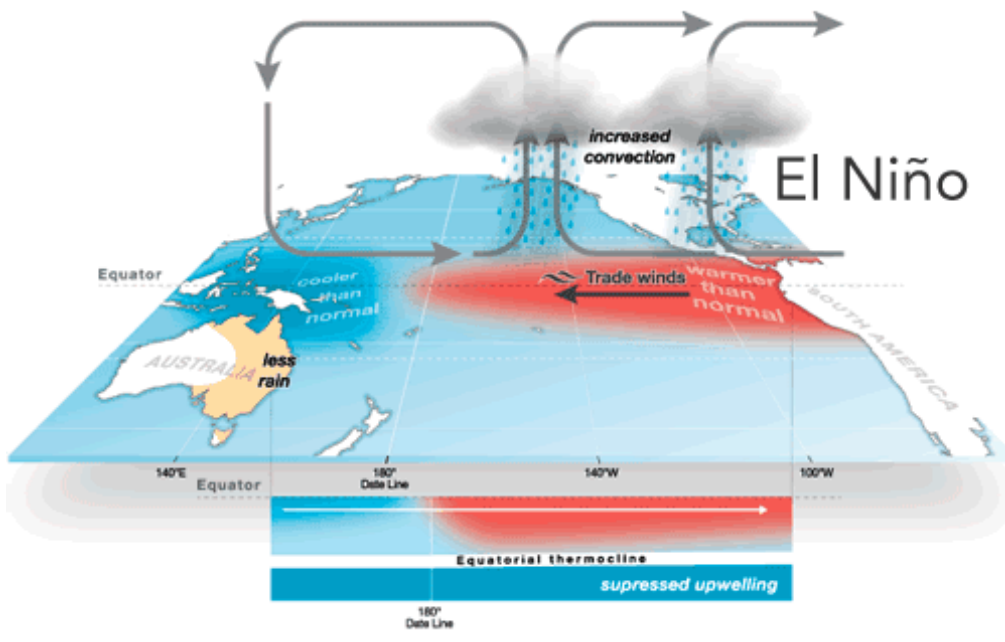 increased
convection
El Niño
Equator
cooler
than
normal
Trade winds
warmer
than
normal
SOUTH AMERICA
AUSTRALIA
less
rain
140°E
180°
Date Line
140°W
100°W
Equator
Equatorial thermocline
supressed upwelling
180°
Date Line